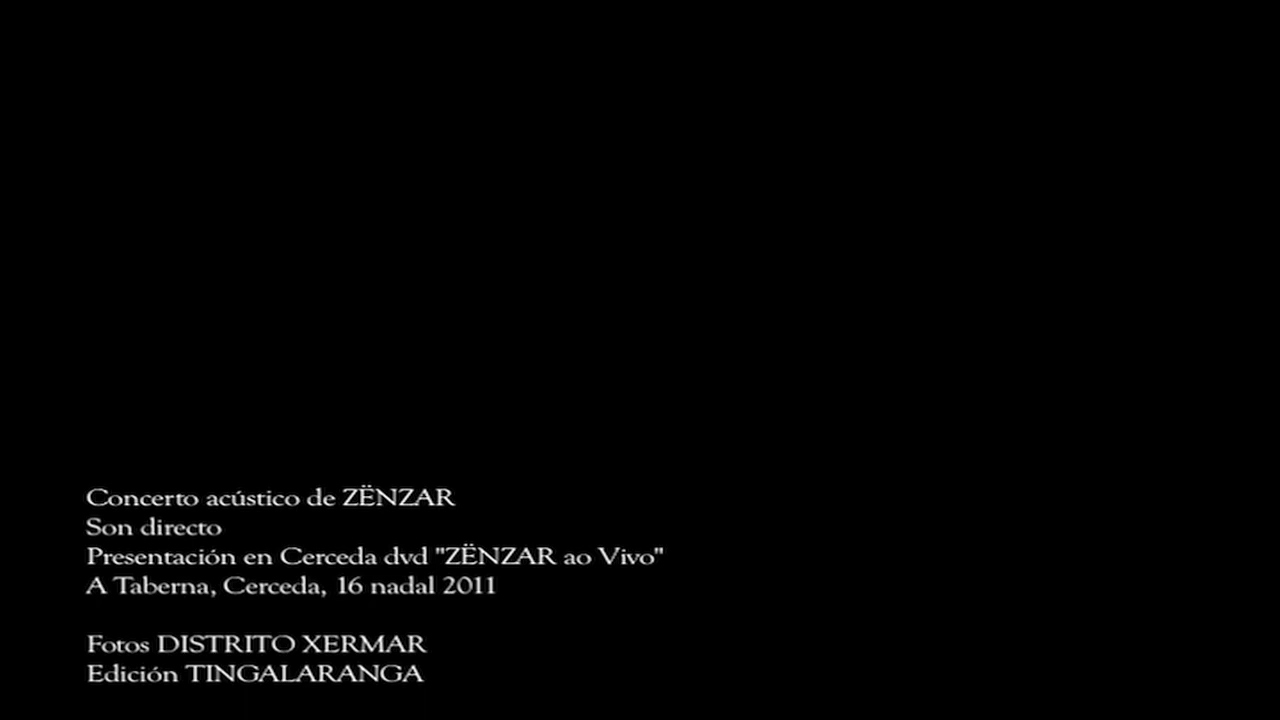 Concerto acústico de ZËNZAR
Son directo
Presentación en Cerceda dvd "ZËNZAR ao Vivo"
A Taberna, Cerceda, 16 nadal 2011
Fotos DISTRITO XERMAR
Edición TINGALARANGA